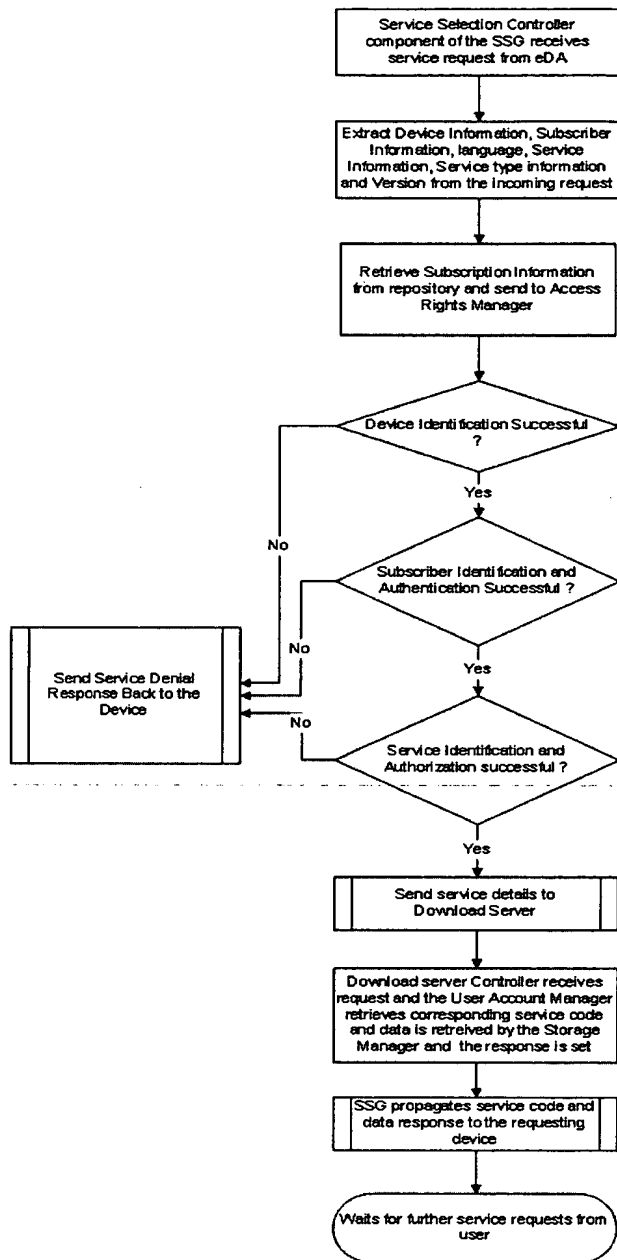 Service Selection Controller
component of the SSG receives
service request from eDA
Extract Device Information, Subscriber
Information, language, Service
Information, Service type information
and Version from the incoming request
Retrieve Subscription Information
from repository and send to Access
Rights Manager
Device Identification Successful
?
Yes
No
Subscriber Identification and
Authentication Successful ?
No
Yes
Send Service Denial
Response Back to the
Device
No
Service Identification and
Authorization successful ?
Yes
Send service details to
Download Server
Download server Controller receives
request and the User Account Manager
retrieves corresponding service code
and data is retreived by the Storage
Manager and the response is set
SSG propagates service code and
data response to the requesting
device
Waits for further service requests from
user